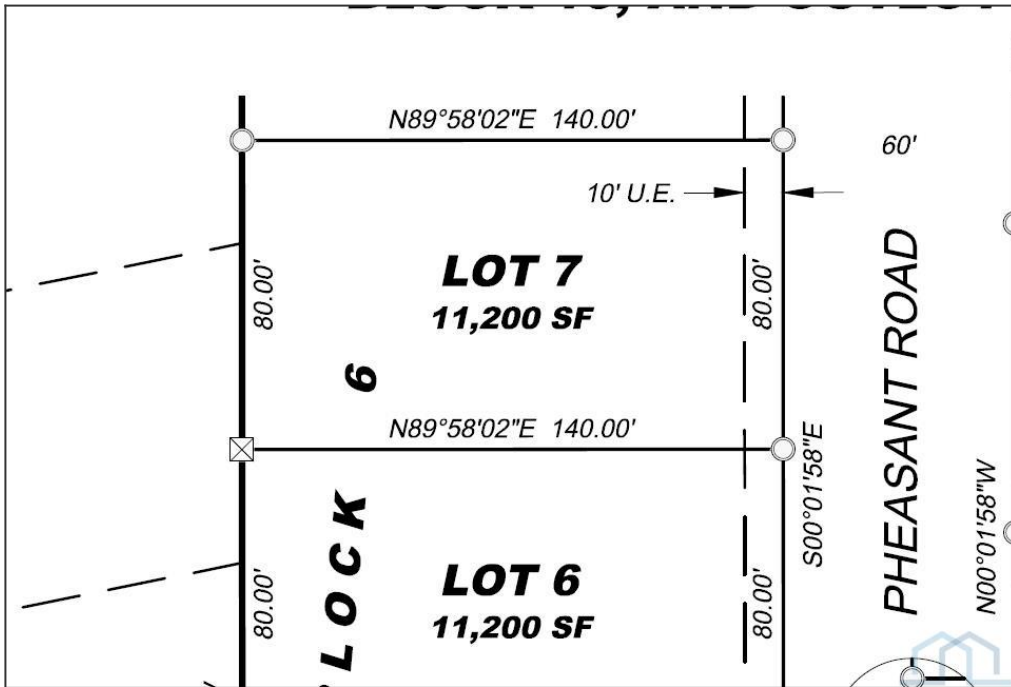 N89°58'02"E 140.00'
60'
10' U.E.
LOT 7
11,200 SF
80.00'
80.00'
6
N89°58'02"E 140.00'
S00°01'58"E
PHEASANT ROAD
N00°01'58"W
LOCK
LOT 6
11,200 SF
80.00'
80.00'